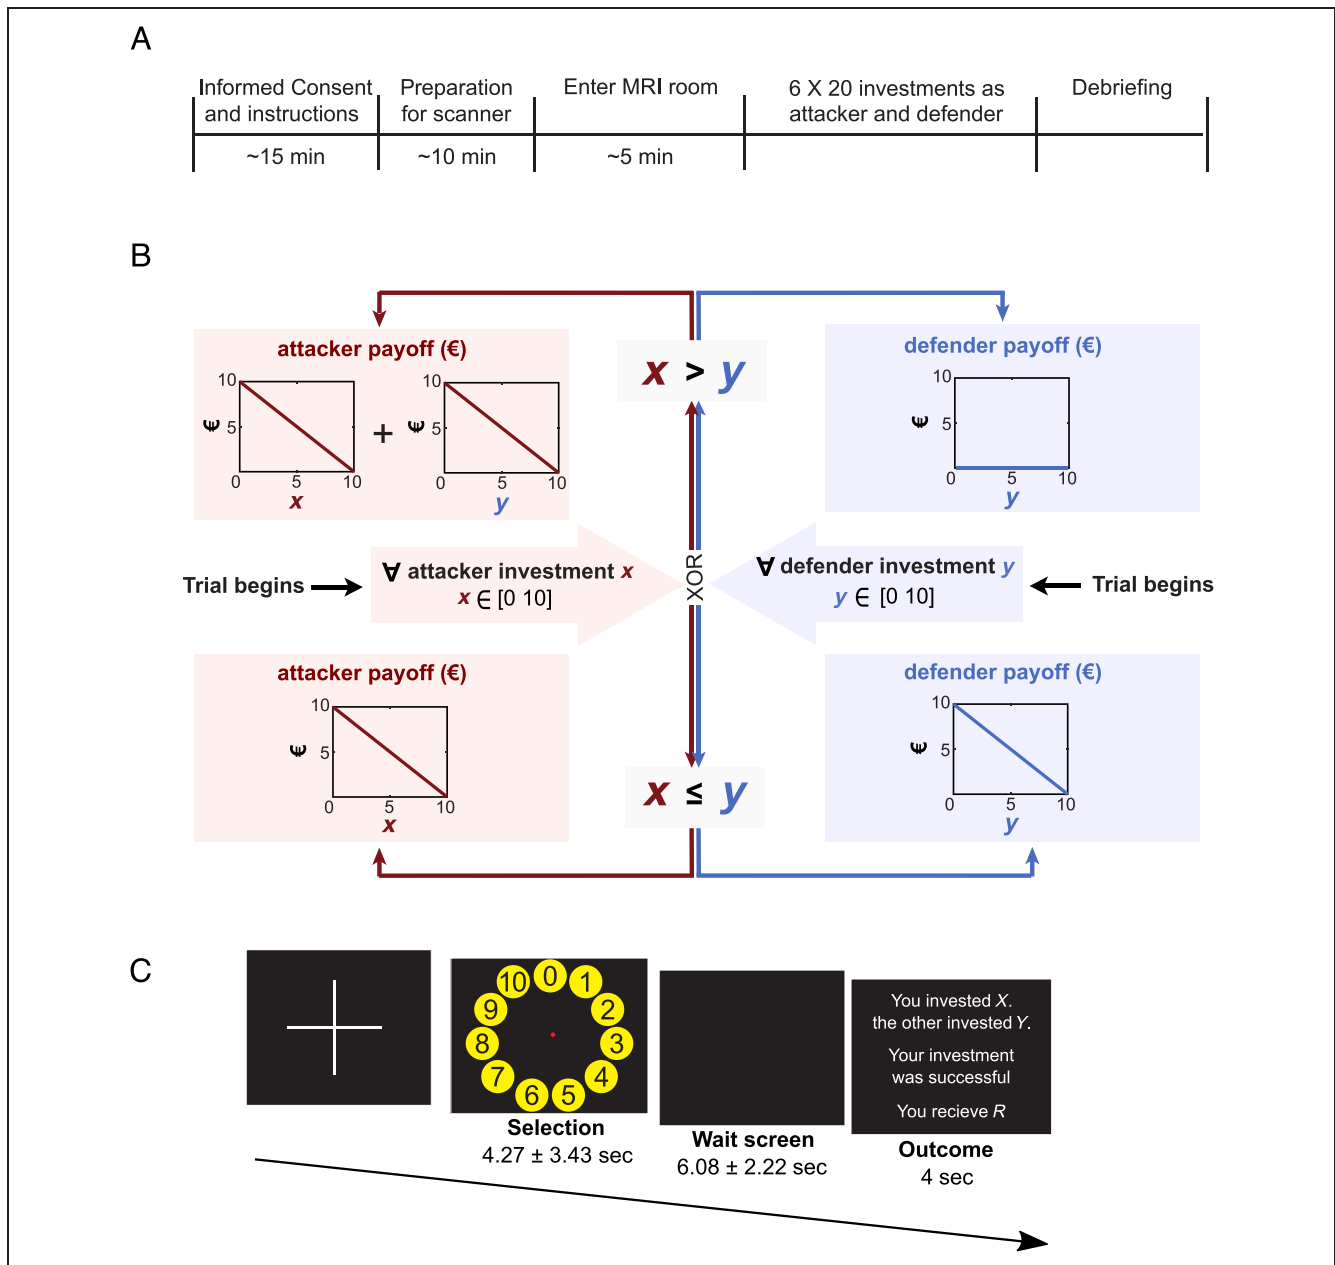 A
Informed Consent
and instructions
Preparation
for scanner
Enter MRI room
6 X 20 investments as
attacker and defender
Debriefing
~15 min
~10 min
~5 min
B
attacker payoff (€)
10
5
€
0
5
10
x
+
10
5
€
0
5
10
y
x > y
defender payoff (€)
10
5
€
0
5
10
y
Trial begins
∀ attacker investment x
x ∈ [0 10]
XOR
∀ defender investment y
y ∈ [0 10]
Trial begins
attacker payoff (€)
10
5
€
0
5
10
x
x ≤ y
defender payoff (€)
10
5
€
0
5
10
y
C
0
1
2
3
4
5
6
7
8
9
10
Selection
4.27 ± 3.43 sec
Wait screen
6.08 ± 2.22 sec
You invested X.
the other invested Y.
Your investment
was successful
You recieve R
Outcome
4 sec